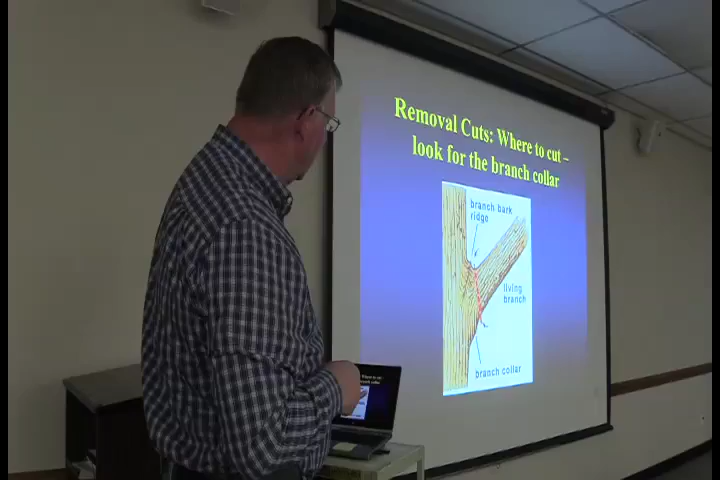 Removal Cuts: Where to cut –
look for the branch collar
branch bark
ridge
living
branch
branch collar